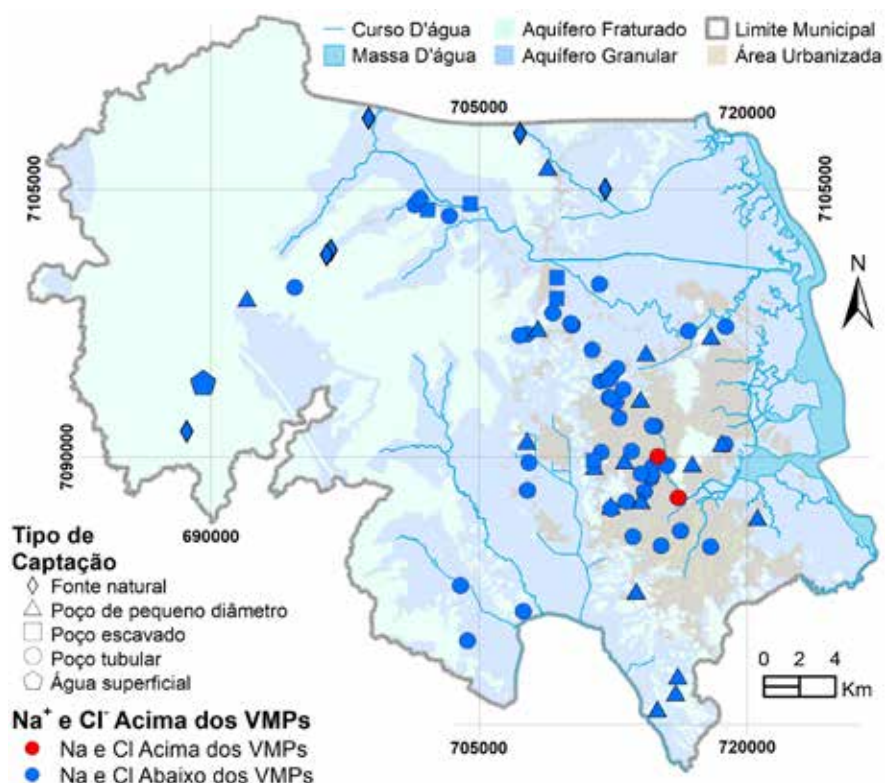 Curso D'água
Massa D'água
Aquífero Fraturado
Aquífero Granular
Limite Municipal
Área Urbanizada
705000
720000
7105000
7105000
N
7090000
7090000
690000
Tipo de
Captação
Fonte natural
Poço de pequeno diâmetro
Poço escavado
Poço tubular
Água superficial
0 2 4
Km
Na⁺ e Cl⁻ Acima dos VMPs
Na e Cl Acima dos VMPs
Na e Cl Abaixo dos VMPs
705000
720000